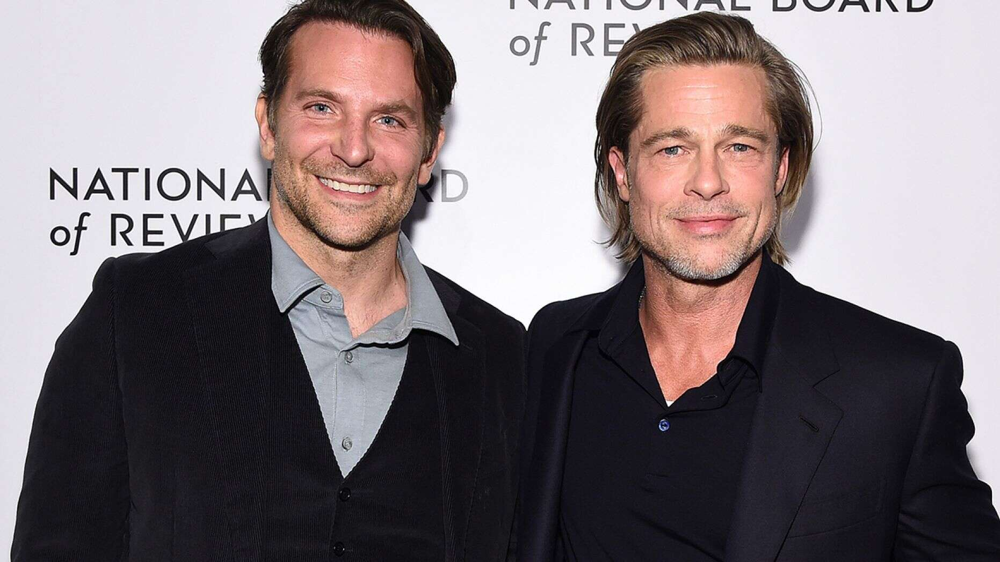 NATIONAL BOARD
of REV
NATIONA RD
of REVIE